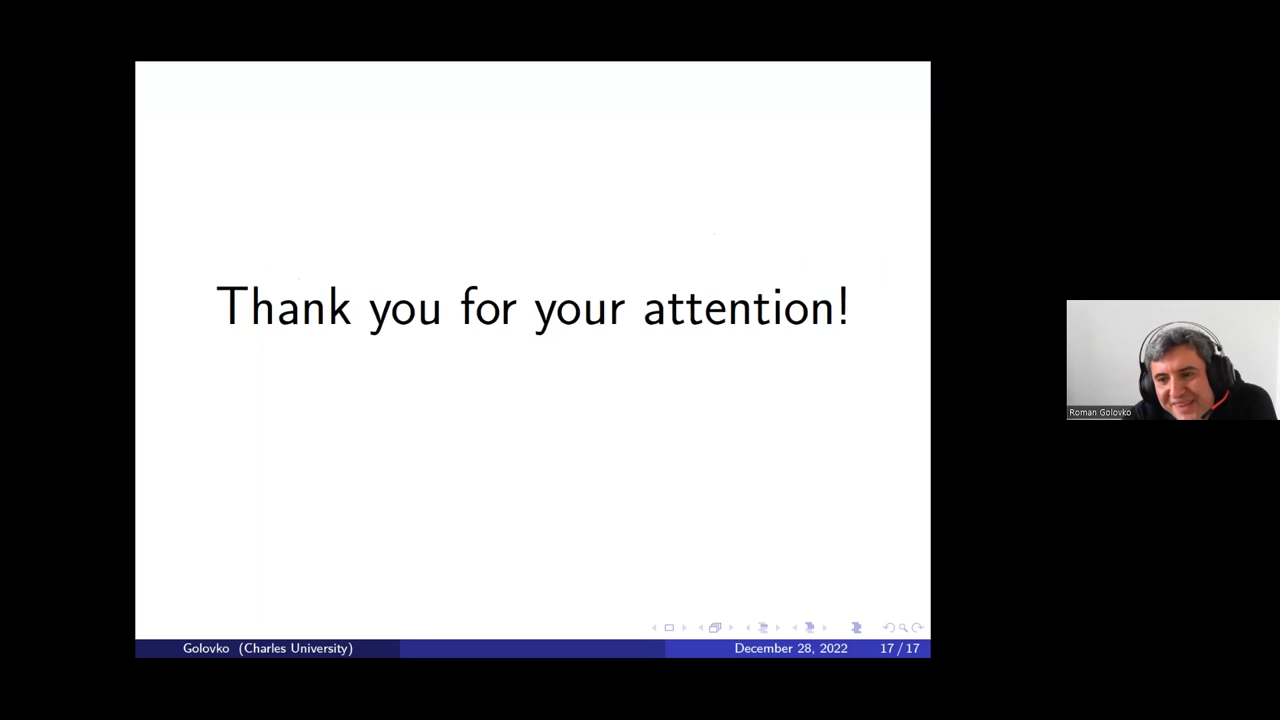 Thank you for your attention!
Roman Golovko
Golovko (Charles University)
December 28, 2022
17 / 17